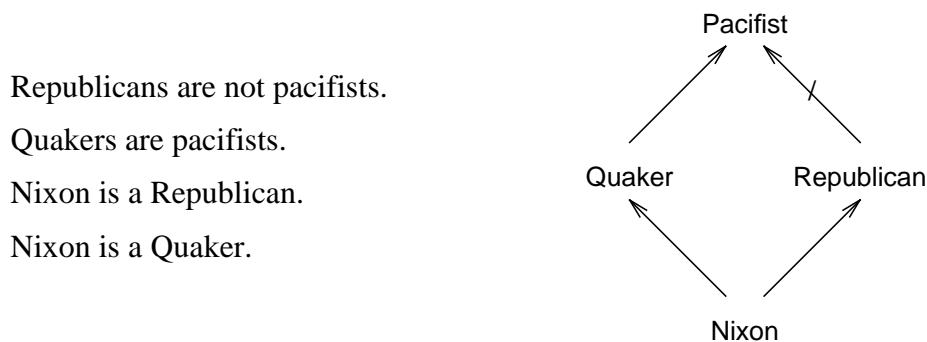 Republicans are not pacifists.
Quakers are pacifists.
Nixon is a Republican.
Nixon is a Quaker.
Pacifist
Quaker
Republican
Nixon